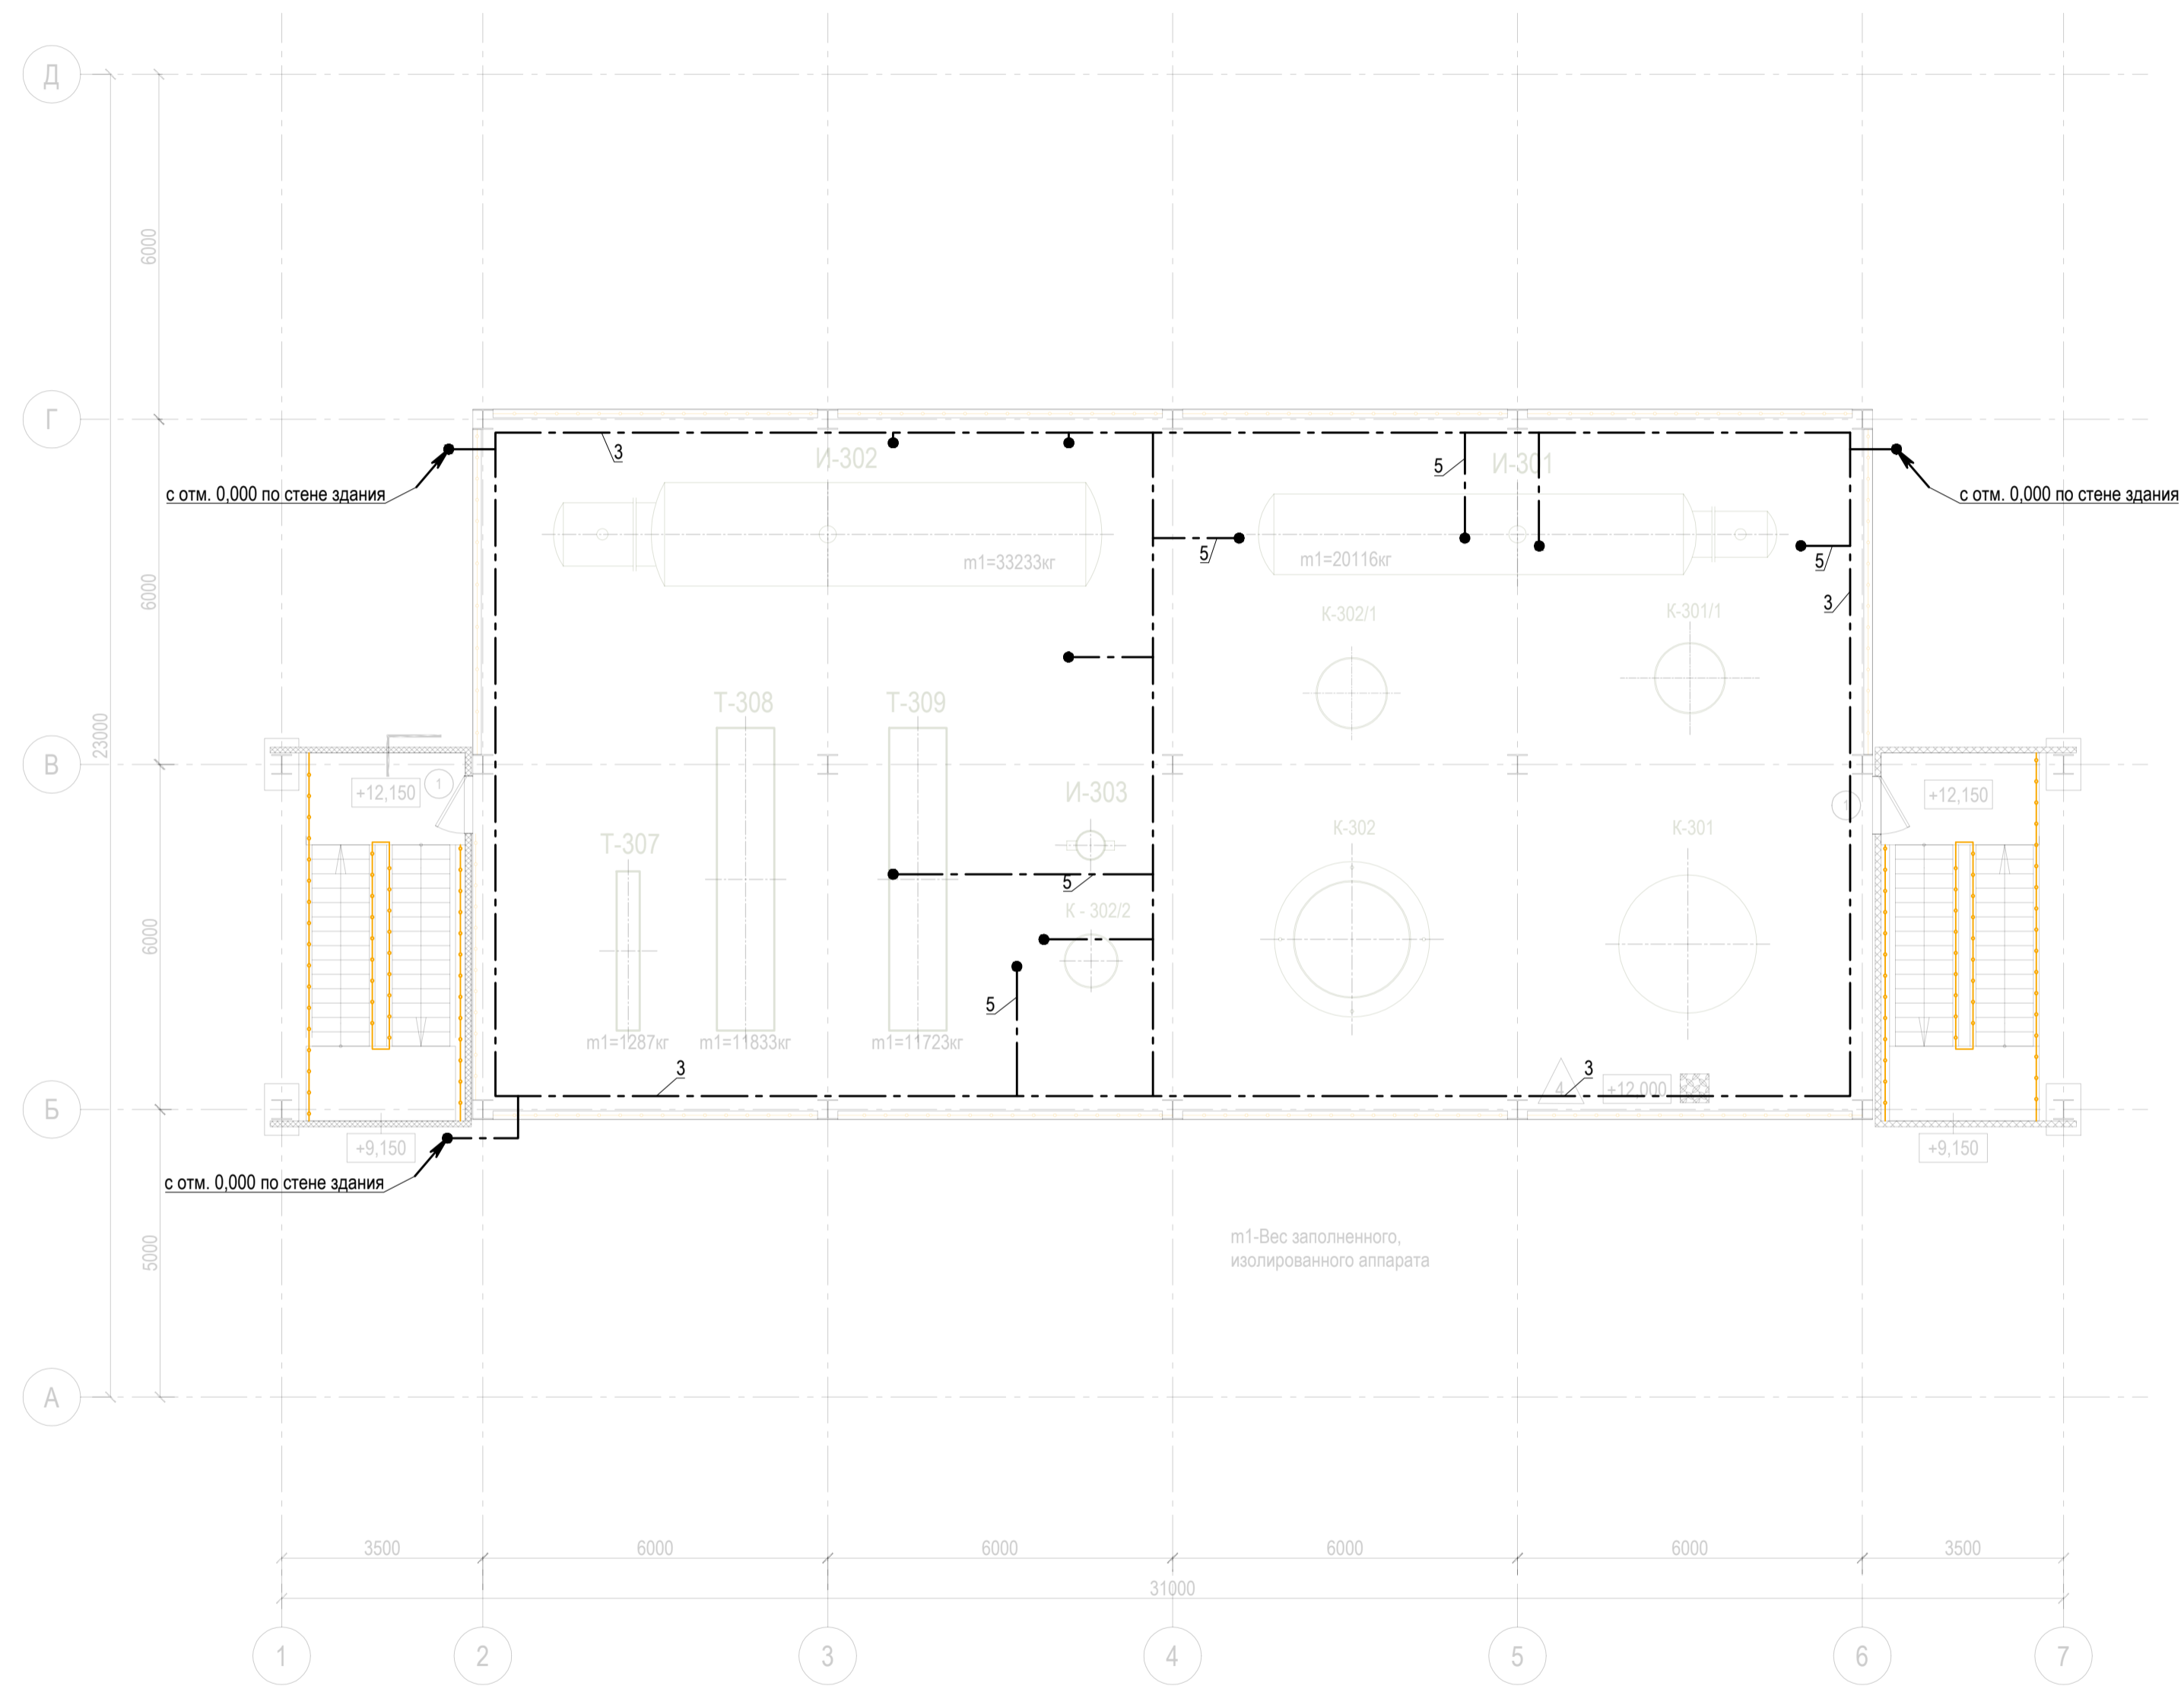 Д
6000
Г
3
И-302
5
И-301
с отм. 0,000 по стене здания
с отм. 0,000 по стене здания
m1=33233кг
5
m1=20116кг
5
3
6000
К-302/1
К-301/1
Т-308
Т-309
23000
В
+12,150
1
И-303
1
+12,150
Т-307
К-302
К-301
5
К - 302/2
6000
5
m1=1287кг
m1=11833кг
m1=11723кг
3
3
4
+12,000
Б
+9,150
+9,150
с отм. 0,000 по стене здания
m1-Вес заполненного,
изолированного аппарата
5000
А
3500
6000
6000
6000
6000
3500
31000
1
2
3
4
5
6
7